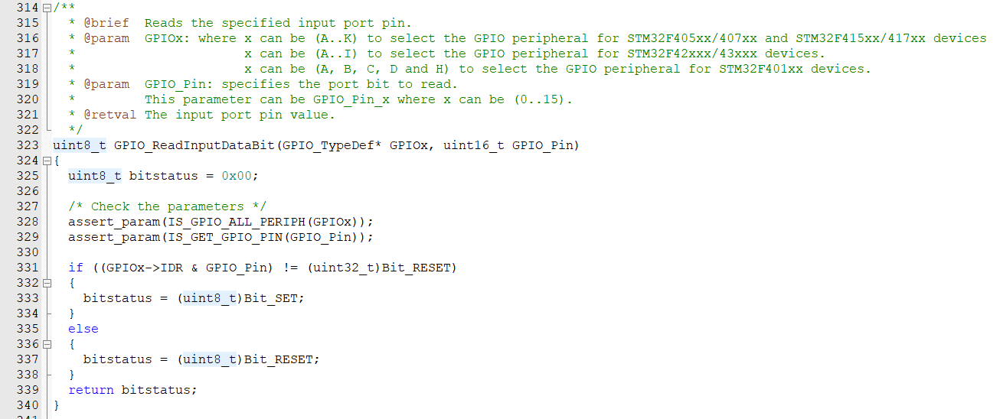 314 /**
315   * @brief  Reads the specified input port pin.
316   * @param  GPIOx: where x can be (A..K) to select the GPIO peripheral for STM32F405xx/407xx and STM32F415xx/417xx devices
317   *                      x can be (A..I) to select the GPIO peripheral for STM32F42xxx/43xxx devices.
318   *                      x can be (A, B, C, D and H) to select the GPIO peripheral for STM32F401xx devices.
319   * @param  GPIO_Pin: specifies the port bit to read.
320   *         This parameter can be GPIO_Pin_x where x can be (0..15).
321   * @retval The input port pin value.
322   */
323 uint8_t GPIO_ReadInputDataBit(GPIO_TypeDef* GPIOx, uint16_t GPIO_Pin)
324 {
325   uint8_t bitstatus = 0x00;
326
327   /* Check the parameters */
328   assert_param(IS_GPIO_ALL_PERIPH(GPIOx));
329   assert_param(IS_GET_GPIO_PIN(GPIO_Pin));
330
331   if ((GPIOx->IDR & GPIO_Pin) != (uint32_t)Bit_RESET)
332   {
333     bitstatus = (uint8_t)Bit_SET;
334   }
335   else
336   {
337     bitstatus = (uint8_t)Bit_RESET;
338   }
339   return bitstatus;
340 }